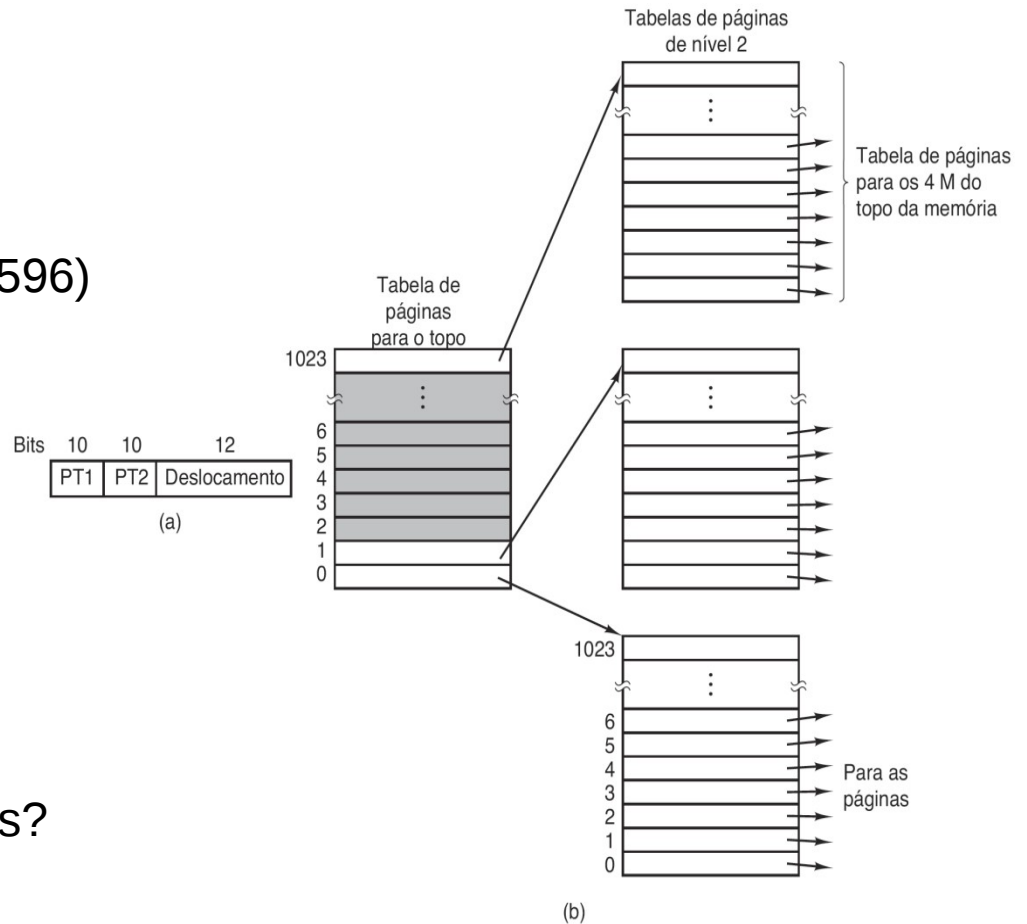 Tabelas de páginas
de nível 2
Tabela de páginas
para os 4 M do
topo da memória
596)
Tabela de
páginas
para o topo
1023
6
5
4
3
2
1
0
Bits 10 10 12
PT1 PT2 Deslocamento
(a)
1023
6
5
4
3
2
1
0
Para as
páginas
s?
(b)